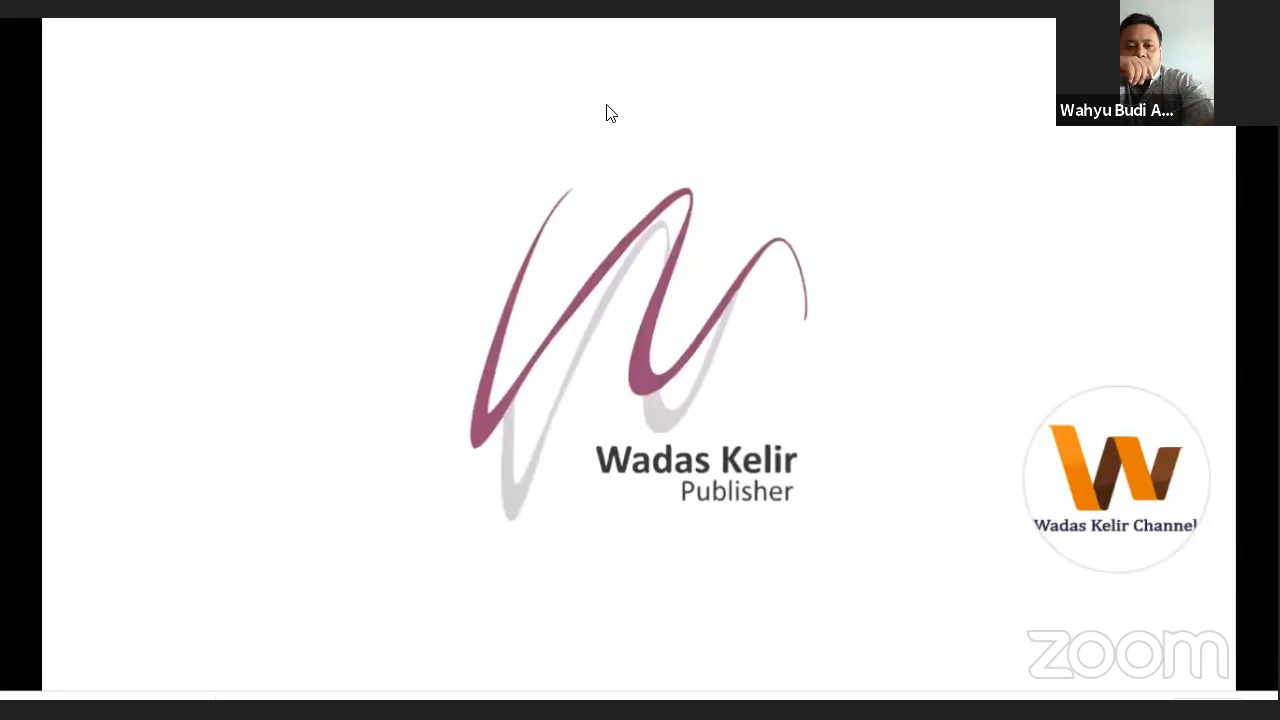 Wahyu Budi A...
Wadas Kelir
Publisher
Wadas Kelir Channel
zoom